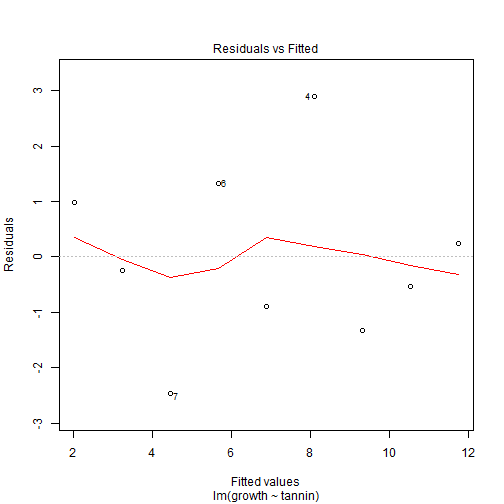 Residuals vs Fitted
Residuals
3
2
1
0
-1
-2
-3
4
6
7
2 4 6 8 10 12
Fitted values
lm(growth ~ tannin)